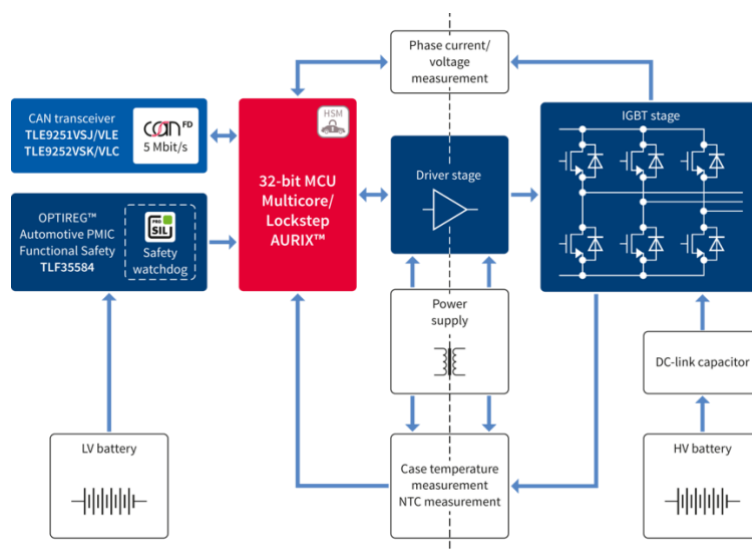 Phase current/
voltage measurement
HSM
IGBT stage
CAN transceiver
TLE9251VSJ/VLE
TLE9252VSK/VLC
CAN FD
5 Mbit/s
32-bit MCU
Multicore/
Lockstep
AURIX™
Driver stage
OPTIREG™
Automotive PMIC
Functional Safety
TLF35584
PRO
SIL
Safety
watchdog
Power
supply
DC-link capacitor
LV battery
Case temperature
measurement
NTC measurement
HV battery